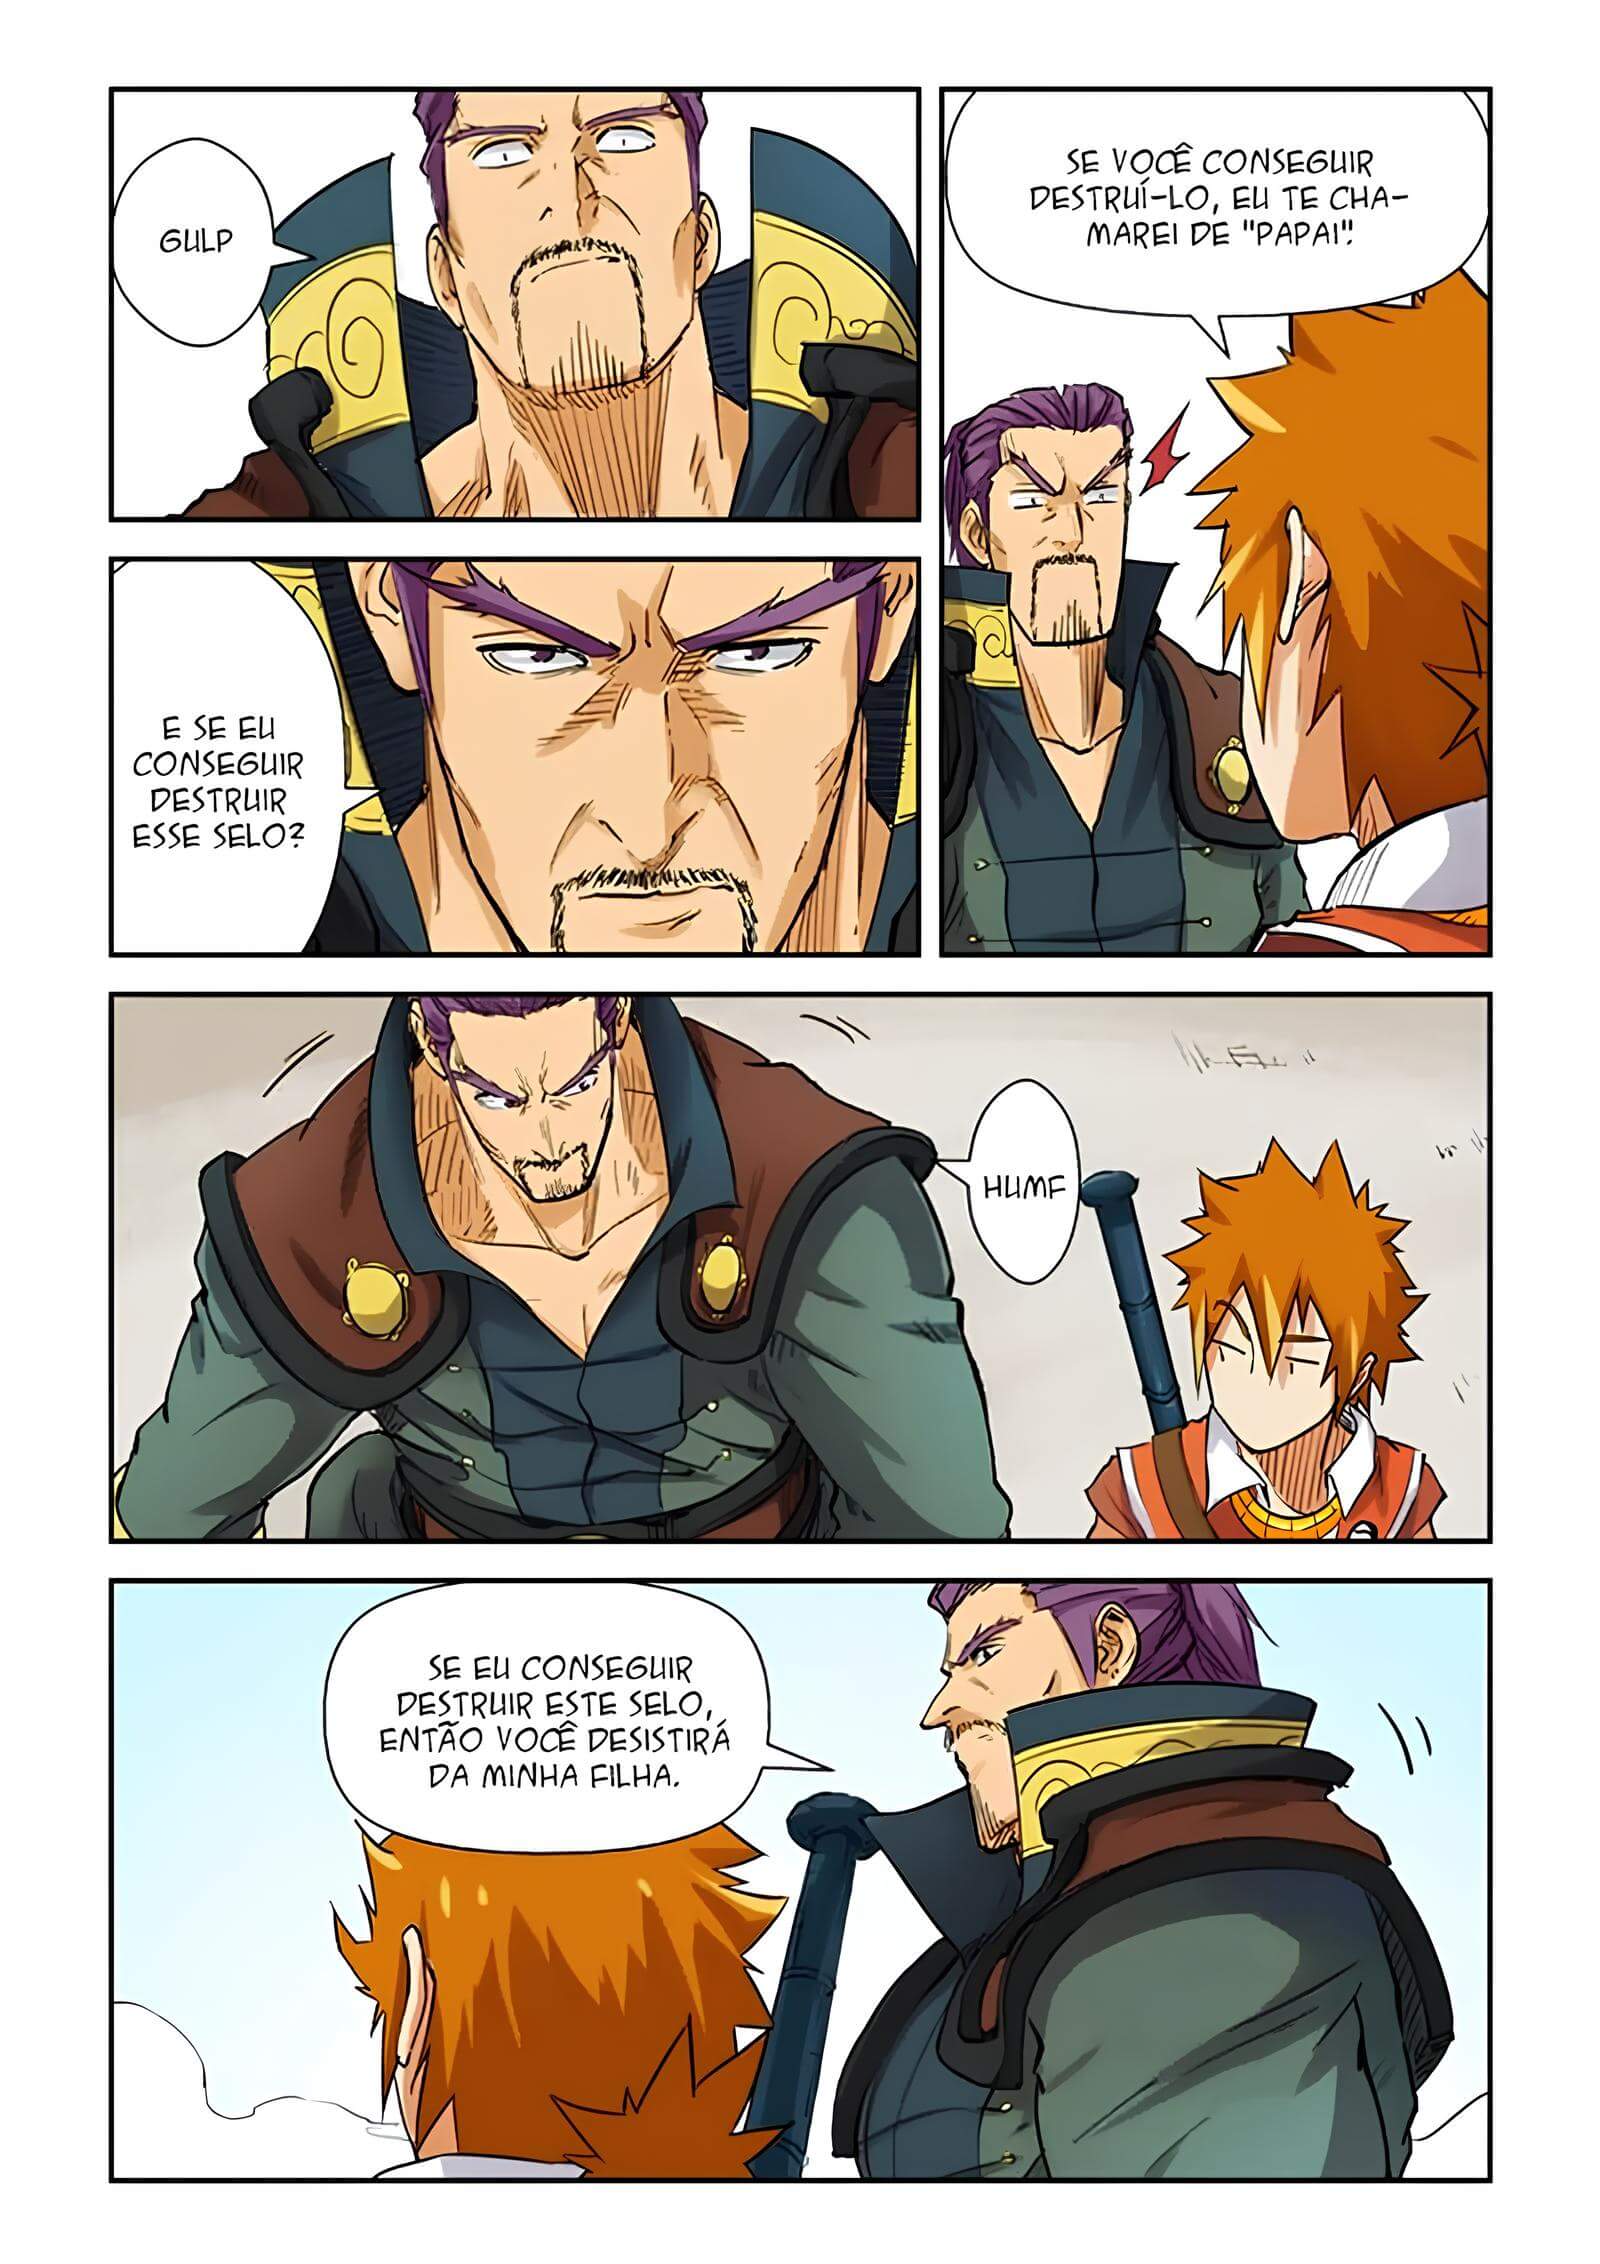 GULP
E SE EU
CONSEGUIR
DESTRUIR
ESSE SELO?
SE VOCÊ CONSEGUIR
DESTRUÍ-LO, EU TE CHA-
MAREI DE "PAPAI".
HUMF
SE EU CONSEGUIR
DESTRUIR ESTE SELO,
ENTÃO VOCÊ DESISTIRÁ
DA MINHA FILHA.